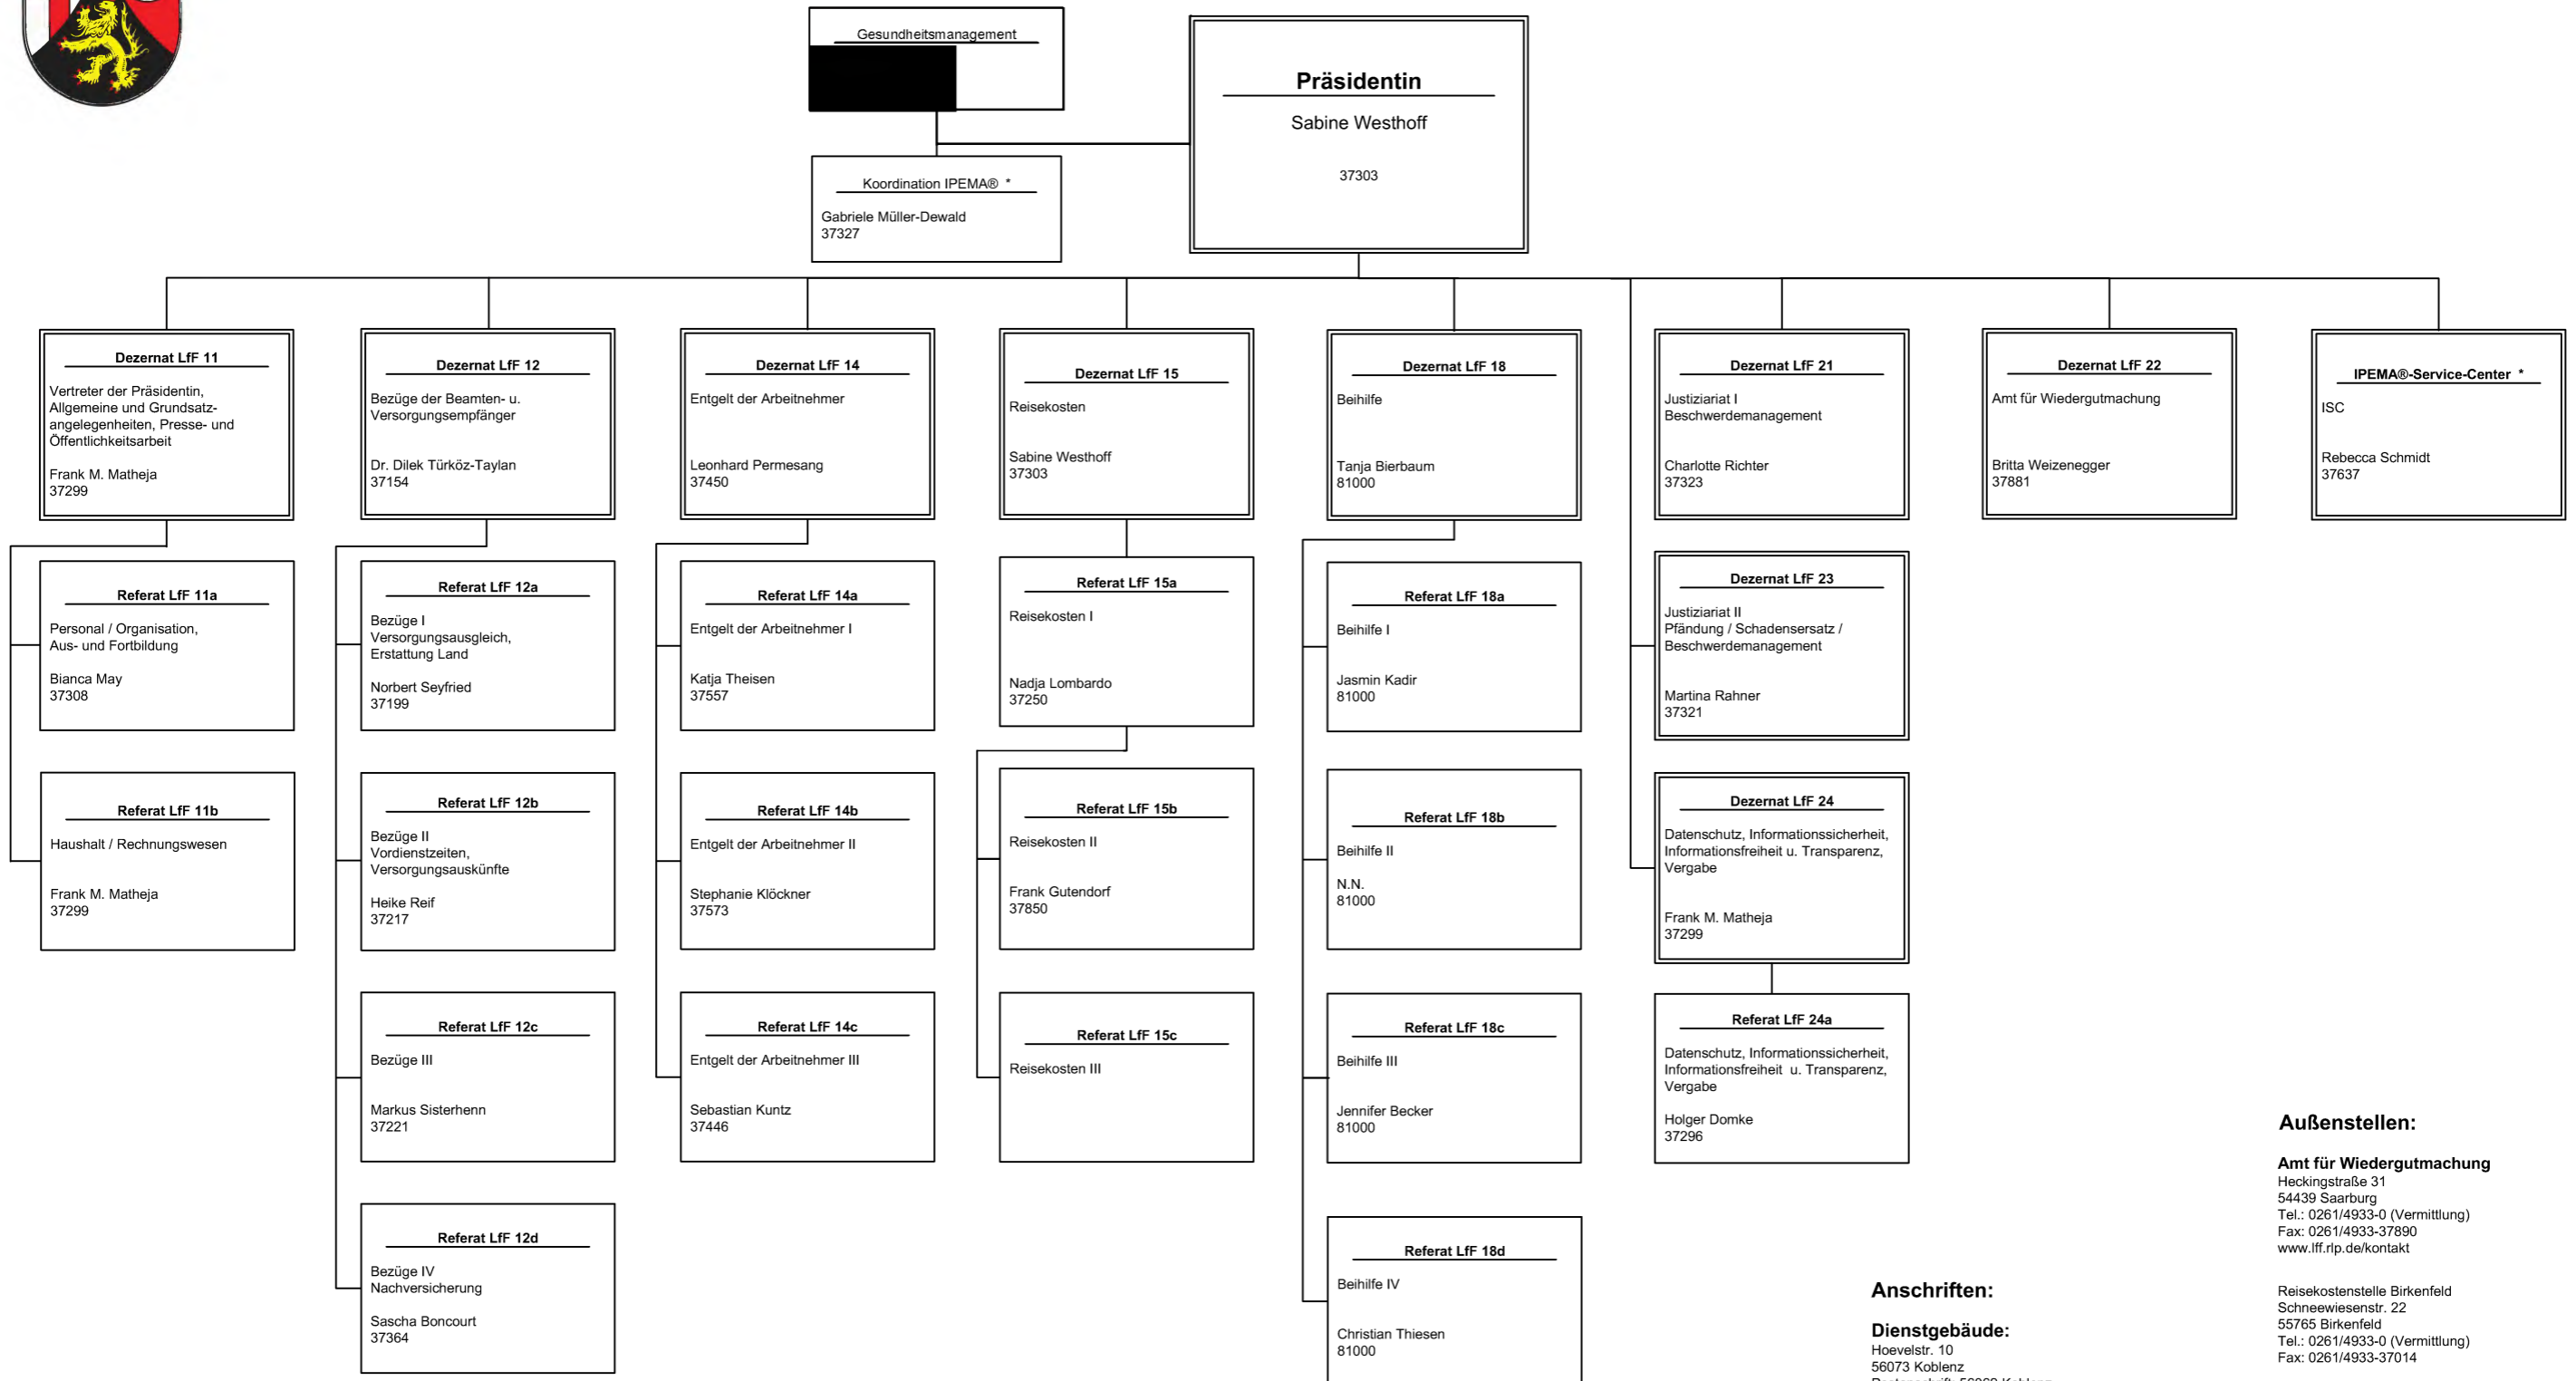 Gesundheitsmanagement
Präsidentin
Sabine Westhoff
37303
Koordination IPEMA® *
Gabriele Müller-Dewald
37327
Dezernat LfF 11
Vertreter der Präsidentin,
Allgemeine und Grundsatz-
angelegenheiten, Presse- und
Öffentlichkeitsarbeit
Frank M. Matheja
37299
Referat LfF 11a
Personal / Organisation,
Aus- und Fortbildung
Bianca May
37308
Referat LfF 11b
Haushalt / Rechnungswesen
Frank M. Matheja
37299
Dezernat LfF 12
Bezüge der Beamten- u.
Versorgungsempfänger
Dr. Dilek Türköz-Taylan
37154
Referat LfF 12a
Bezüge I
Versorgungsausgleich,
Erstattung Land
Norbert Seyfried
37199
Referat LfF 12b
Bezüge II
Vordienstzeiten,
Versorgungsauskünfte
Heike Reif
37217
Referat LfF 12c
Bezüge III
Markus Sisterhenn
37221
Referat LfF 12d
Bezüge IV
Nachversicherung
Sascha Boncourt
37364
Dezernat LfF 14
Entgelt der Arbeitnehmer
Leonhard Permesang
37450
Referat LfF 14a
Entgelt der Arbeitnehmer I
Katja Theisen
37557
Referat LfF 14b
Entgelt der Arbeitnehmer II
Stephanie Klöckner
37573
Referat LfF 14c
Entgelt der Arbeitnehmer III
Sebastian Kuntz
37446
Dezernat LfF 15
Reisekosten
Sabine Westhoff
37303
Referat LfF 15a
Reisekosten I
Nadja Lombardo
37250
Referat LfF 15b
Reisekosten II
Frank Gutendorf
37850
Referat LfF 15c
Reisekosten III
Dezernat LfF 18
Beihilfe
Tanja Bierbaum
81000
Referat LfF 18a
Beihilfe I
Jasmin Kadir
81000
Referat LfF 18b
Beihilfe II
N.N.
81000
Referat LfF 18c
Beihilfe III
Jennifer Becker
81000
Referat LfF 18d
Beihilfe IV
Christian Thiesen
81000
Dezernat LfF 21
Justiziariat I
Beschwerdemanagement
Charlotte Richter
37323
Dezernat LfF 23
Justiziariat II
Pfändung / Schadensersatz /
Beschwerdemanagement
Martina Rahner
37321
Dezernat LfF 24
Datenschutz, Informationssicherheit,
Informationsfreiheit u. Transparenz,
Vergabe
Frank M. Matheja
37299
Referat LfF 24a
Datenschutz, Informationssicherheit,
Informationsfreiheit u. Transparenz,
Vergabe
Holger Domke
37296
Dezernat LfF 22
Amt für Wiedergutmachung
Britta Weizenegger
37881
IPEMA®-Service-Center *
ISC
Rebecca Schmidt
37637
Anschriften:
Dienstgebäude:
Hoevelstr. 10
56073 Koblenz
Außenstellen:
Amt für Wiedergutmachung
Heckingstraße 31
54439 Saarburg
Tel.: 0261/4933-0 (Vermittlung)
Fax: 0261/4933-37890
www.lff.rlp.de/kontakt
Reisekostenstelle Birkenfeld
Schneewiesenstr. 22
55765 Birkenfeld
Tel.: 0261/4933-0 (Vermittlung)
Fax: 0261/4933-37014